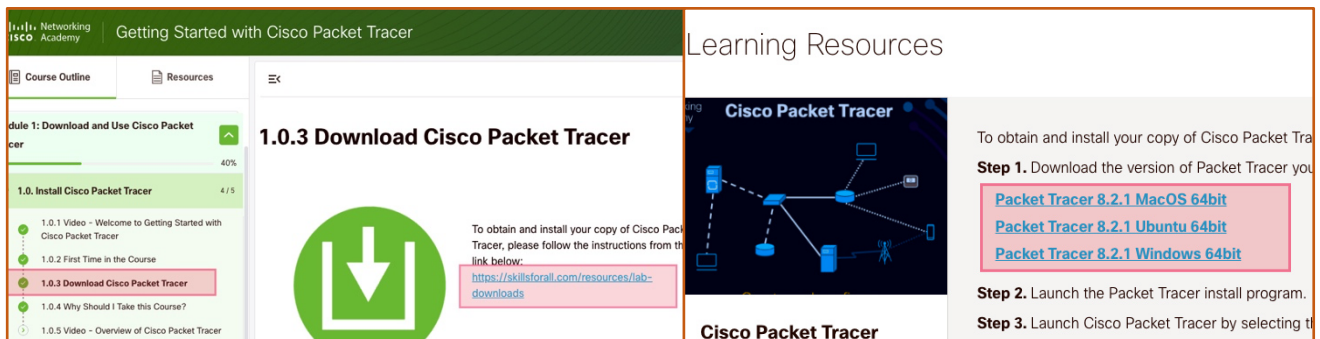 Networking
CISCO Academy
Getting Started with Cisco Packet Tracer
Course Outline
Resources
dule 1: Download and Use Cisco Packet
cer
40%
1.0. Install Cisco Packet Tracer 4 / 5
1.0.1 Video - Welcome to Getting Started with
Cisco Packet Tracer
1.0.2 First Time in the Course
1.0.3 Download Cisco Packet Tracer
1.0.4 Why Should I Take this Course?
1.0.5 Video - Overview of Cisco Packet Tracer
1.0.3 Download Cisco Packet Tracer
To obtain and install your copy of Cisco Pack
Tracer, please follow the instructions from th
link below:
https://skillsforall.com/resources/lab-
downloads
Learning Resources
Cisco Packet Tracer
Cisco Packet Tracer
To obtain and install your copy of Cisco Packet Tra
Step 1. Download the version of Packet Tracer you
Packet Tracer 8.2.1 MacOS 64bit
Packet Tracer 8.2.1 Ubuntu 64bit
Packet Tracer 8.2.1 Windows 64bit
Step 2. Launch the Packet Tracer install program.
Step 3. Launch Cisco Packet Tracer by selecting th